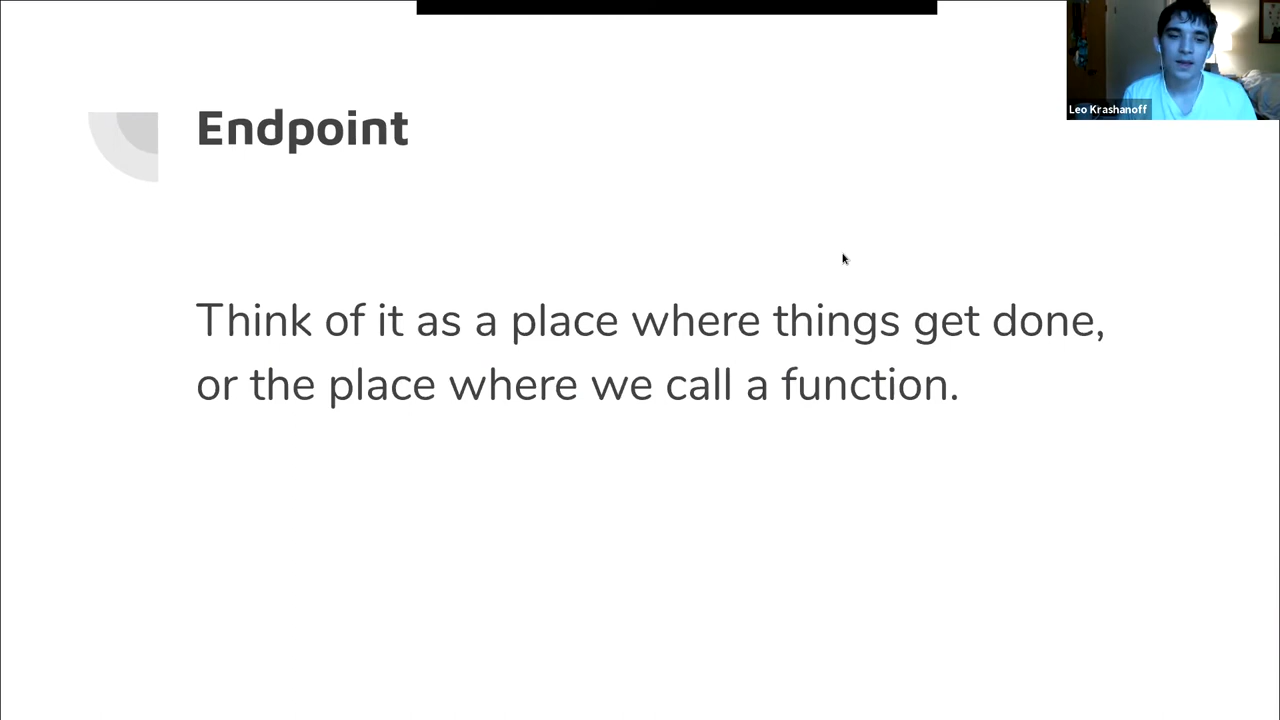 Endpoint
Leo Krashanoff
Think of it as a place where things get done,
or the place where we call a function.